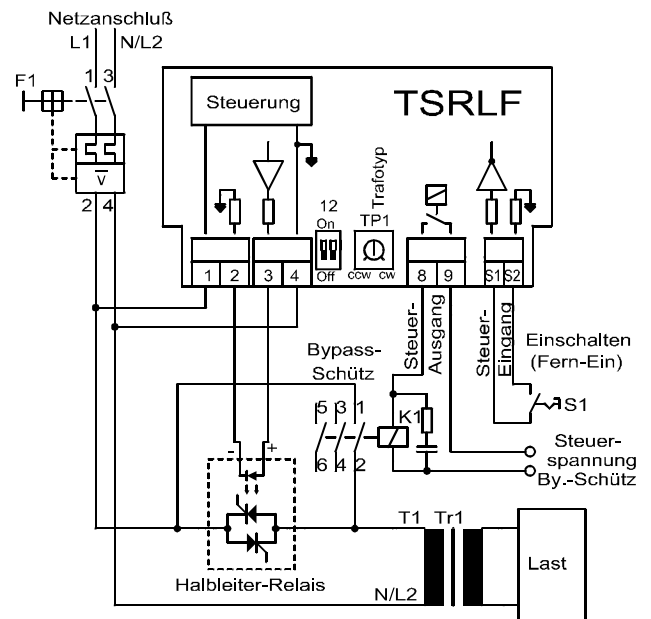 Netzanschluß
L1 N/L2
F1
1 3
Steuerung
TSRLF
V
2 4
12
On
Off
Trafotyp
TP1
ccw cw
1 2 3 4
8 9
S1 S2
Steuer-
Ausgang
Steuer-
Eingang
Einschalten
(Fern-Ein)
S1
Bypass-
Schütz
5 3 1
6 4 2
K1
- +
Steuer-
spannung
By.-Schütz
T1 Tr1
Last
Halbleiter-Relais
N/L2